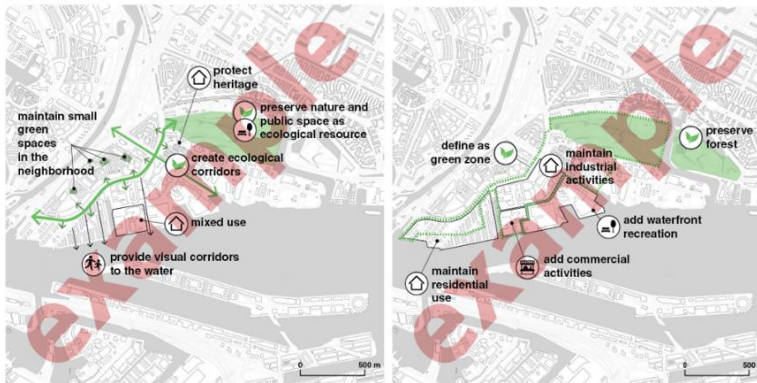 protect
heritage
maintain small
green
spaces
in the
neighborhood
preserve nature and
public space as
ecological resource
create ecological
corridors
mixed use
provide visual corridors
to the water
0 500 m
example
define as
green zone
maintain
industrial
activities
preserve
forest
add waterfront
recreation
add commercial
activities
maintain
residential
use
0 500
example